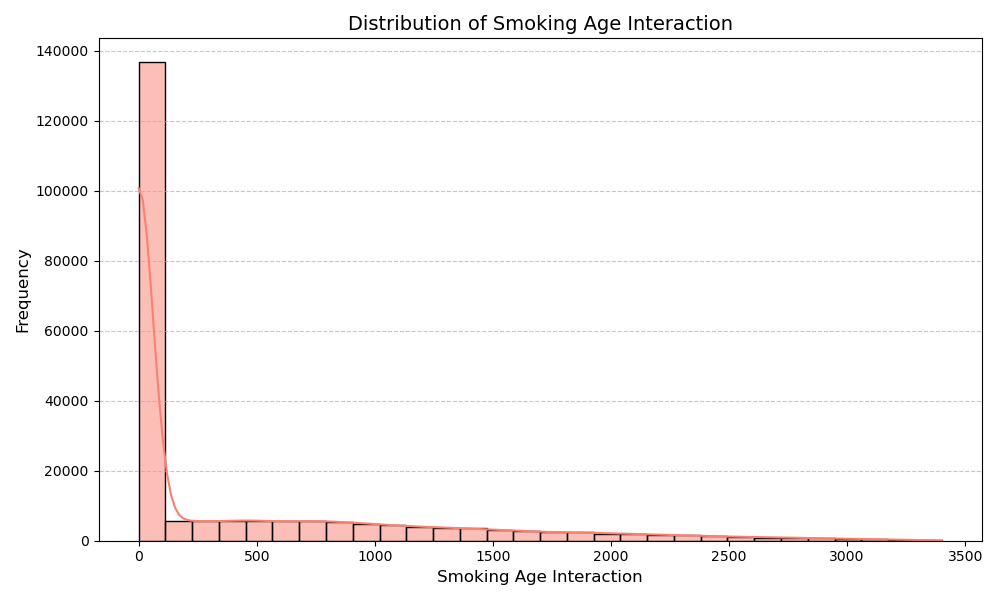 Distribution of Smoking Age Interaction
140000
120000
100000
80000
60000
40000
20000
0
Frequency
0 500 1000 1500 2000 2500 3000 3500
Smoking Age Interaction